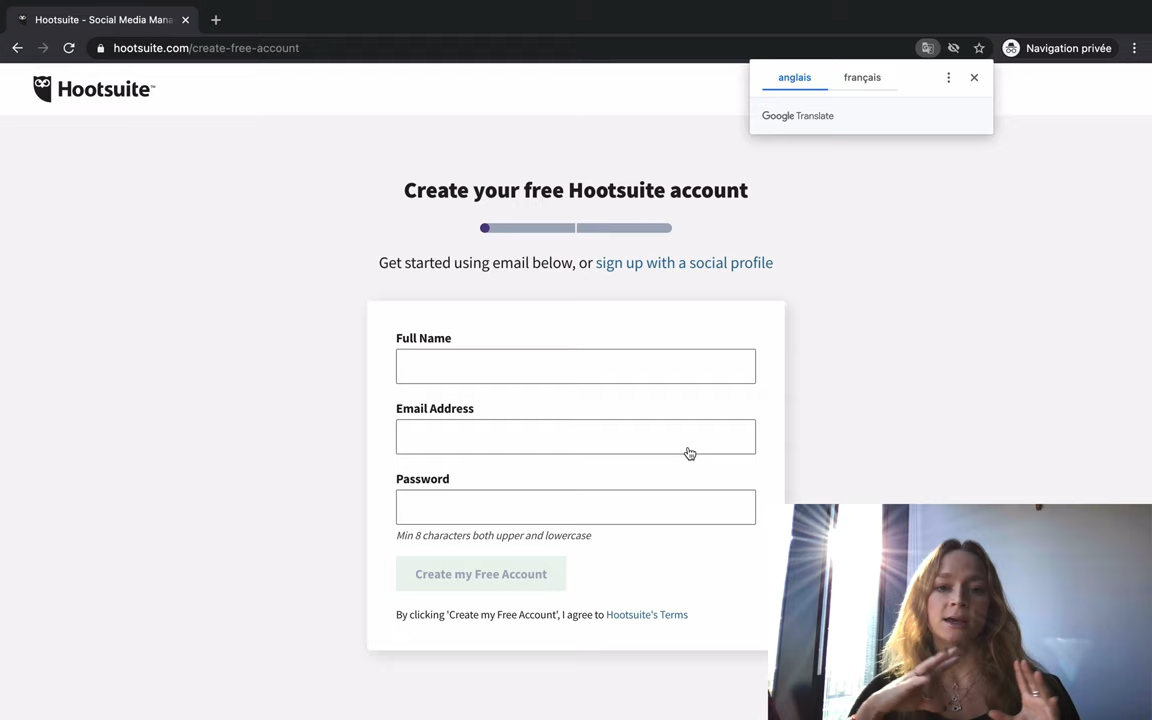 Hootsuite - Social Media Mana
hootsuite.com/create-free-account
Navigation privée
anglais
français
Google Translate
Hootsuite™
Create your free Hootsuite account
Get started using email below, or sign up with a social profile
Full Name
Email Address
Password
Min 8 characters both upper and lowercase
Create my Free Account
By clicking 'Create my Free Account', I agree to Hootsuite's Terms